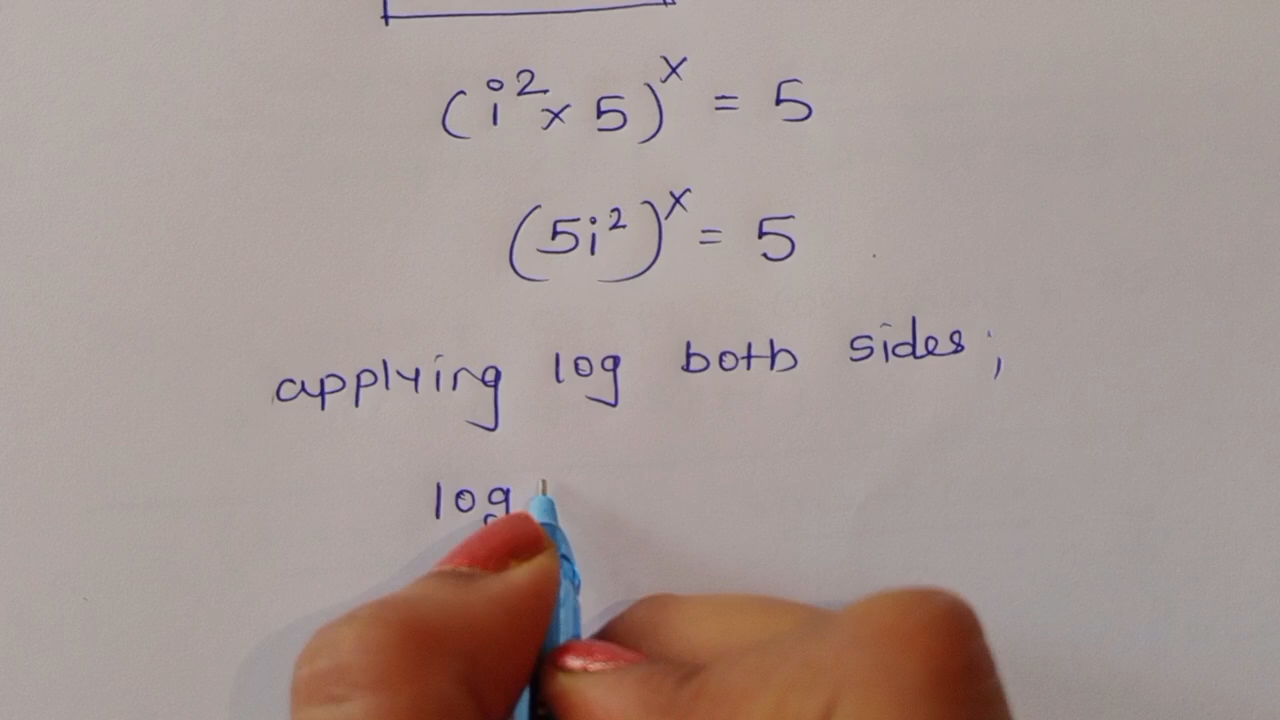 (i²×5)ˣ = 5
(5i²)ˣ = 5
applying log both sides;
log